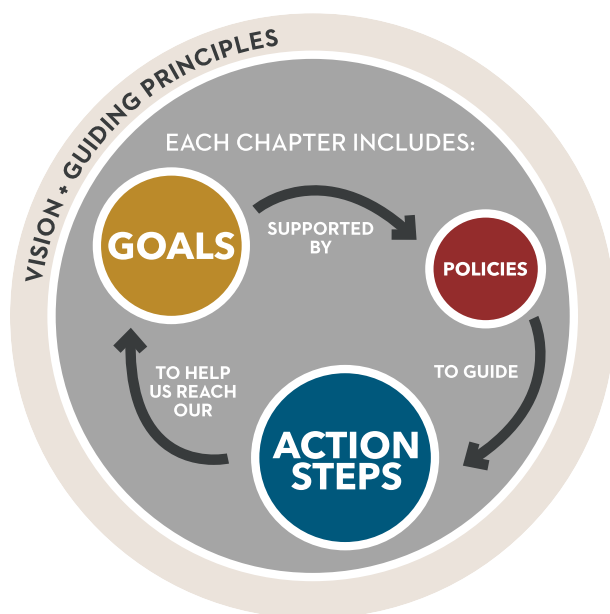 VISION + GUIDING PRINCIPLES
EACH CHAPTER INCLUDES:
GOALS
SUPPORTED
BY
POLICIES
TO GUIDE
ACTION
STEPS
TO HELP
US REACH
OUR